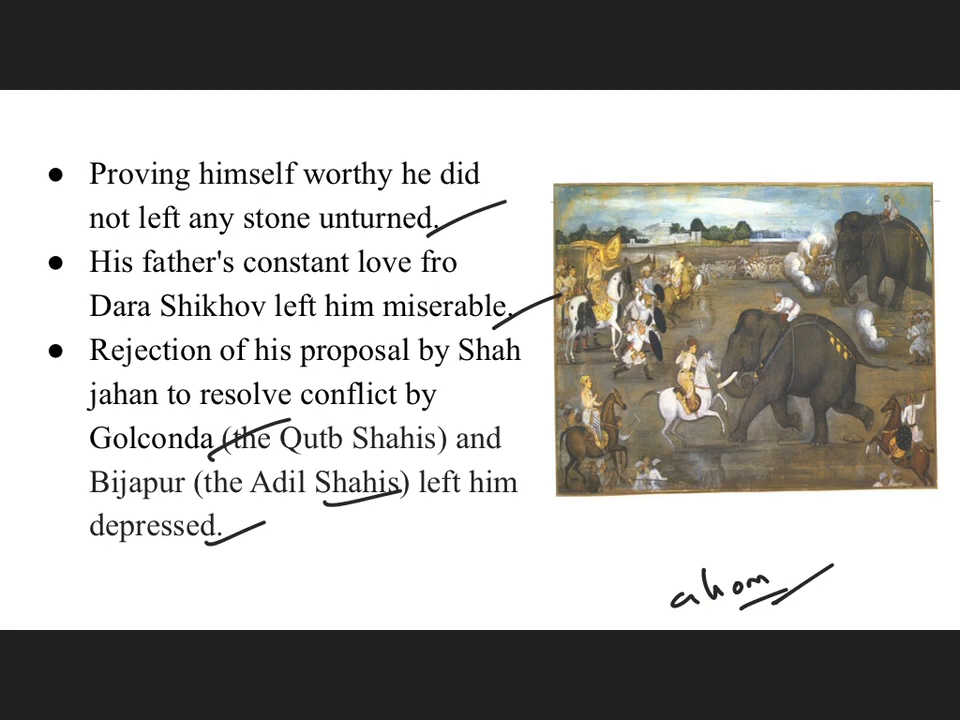 ● Proving himself worthy he did
not left any stone unturned.
● His father's constant love fro
Dara Shikhov left him miserable.
● Rejection of his proposal by Shah
jahan to resolve conflict by
Golconda (the Qutb Shahis) and
Bijapur (the Adil Shahis) left him
depressed.
ahom